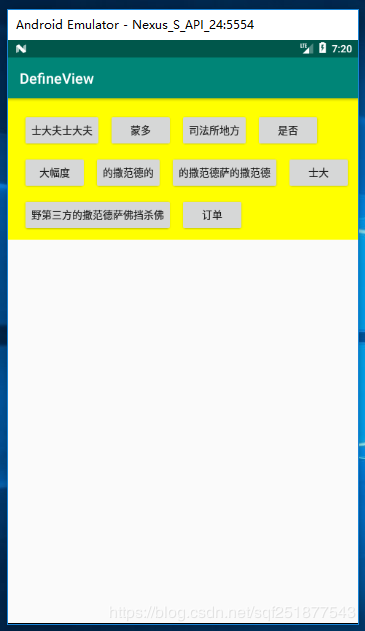 Android Emulator - Nexus_S_API_24:5554
LTE 7:20
DefineView
士大夫士大夫 蒙多 司法所地方 是否
大幅度 的撒范德的 的撒范德萨的撒范德 士大
野第三方的撒范德萨佛挡杀佛 订单
https://blog.csdn.net/sqf251877543